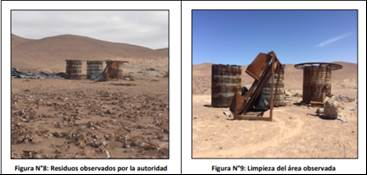 Figura N°8: Residuos observados por la autoridad
Figura N°9: Limpieza del área observada